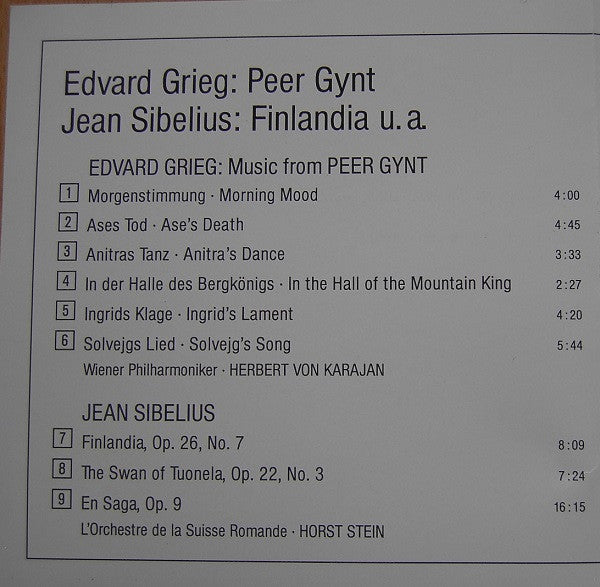 Edvard Grieg: Peer Gynt
Jean Sibelius: Finlandia u. a.
EDVARD GRIEG: Music from PEER GYNT
1 Morgenstimmung · Morning Mood 4:00
2 Ases Tod · Ase's Death 4:45
3 Anitras Tanz · Anitra's Dance 3:33
4 In der Halle des Bergkönigs · In the Hall of the Mountain King 2:27
5 Ingrids Klage · Ingrid's Lament 4:20
6 Solvejgs Lied · Solvejg's Song 5:44
Wiener Philharmoniker · HERBERT VON KARAJAN
JEAN SIBELIUS
7 Finlandia, Op. 26, No. 7 8:09
8 The Swan of Tuonela, Op. 22, No. 3 7:24
9 En Saga, Op. 9 16:15
L'Orchestre de la Suisse Romande · HORST STEIN